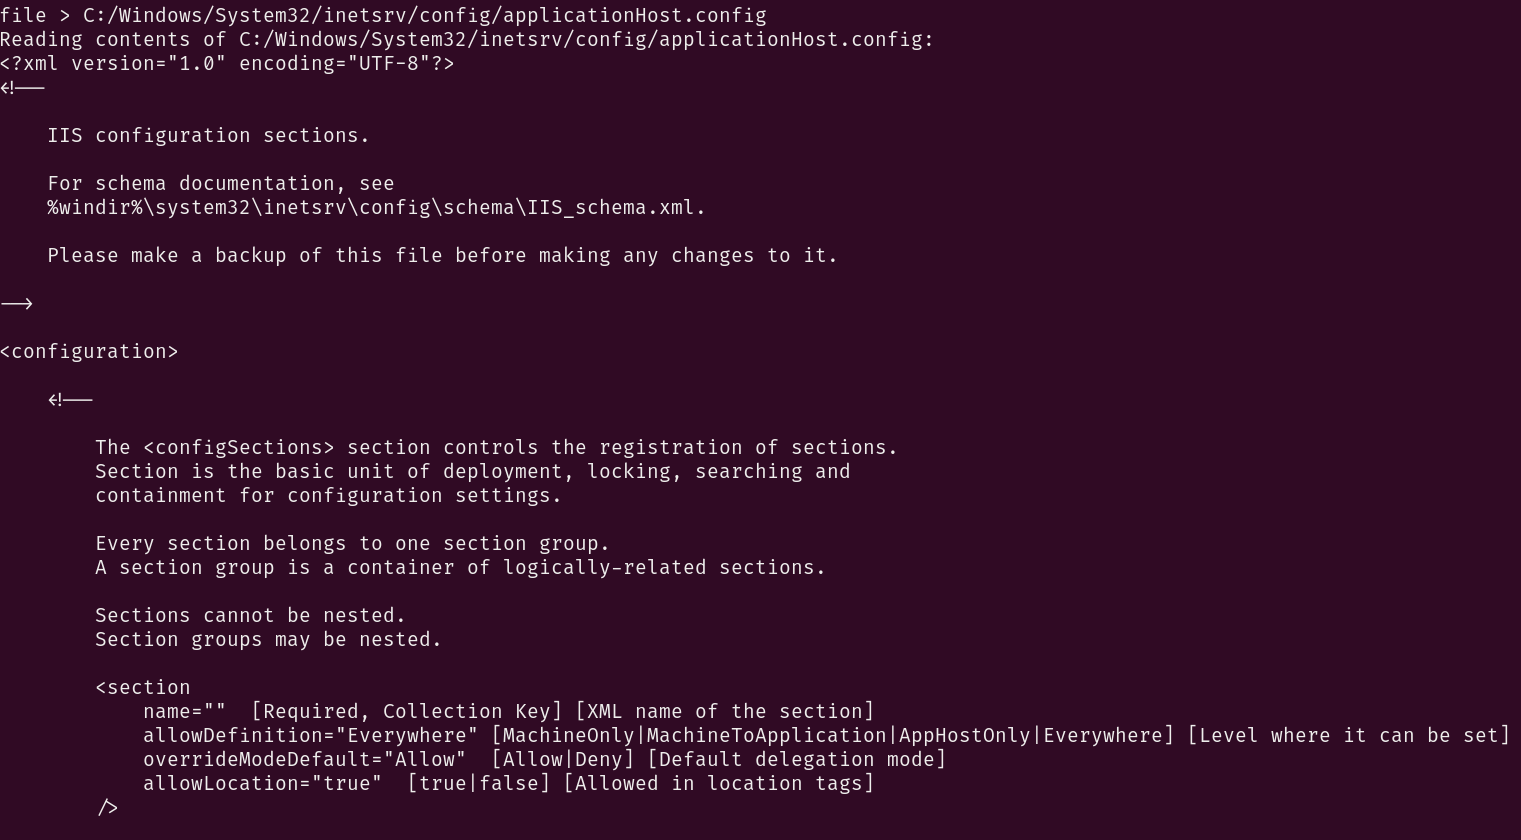 file > C:/Windows/System32/inetsrv/config/applicationHost.config
Reading contents of C:/Windows/System32/inetsrv/config/applicationHost.config:
<?xml version="1.0" encoding="UTF-8"?>
<!--
    IIS configuration sections.
    For schema documentation, see
    %windir%\system32\inetsrv\config\schema\IIS_schema.xml.
    Please make a backup of this file before making any changes to it.
-->
<configuration>
    <!--
        The <configSections> section controls the registration of sections.
        Section is the basic unit of deployment, locking, searching and
        containment for configuration settings.
        Every section belongs to one section group.
        A section group is a container of logically-related sections.
        Sections cannot be nested.
        Section groups may be nested.
        <section
            name=""  [Required, Collection Key] [XML name of the section]
            allowDefinition="Everywhere" [MachineOnly|MachineToApplication|AppHostOnly|Everywhere] [Level where it can be set]
            overrideModeDefault="Allow"  [Allow|Deny] [Default delegation mode]
            allowLocation="true"  [true|false] [Allowed in location tags]
        />